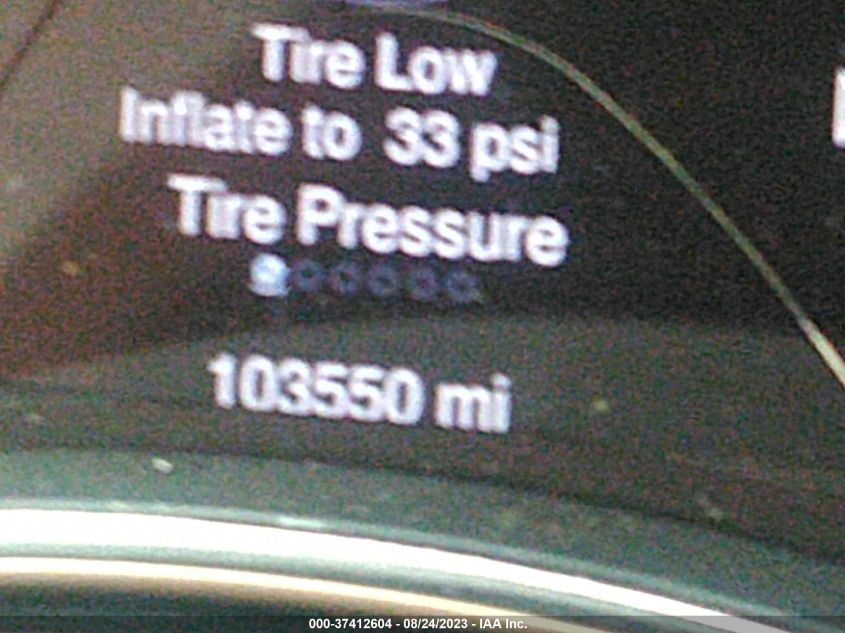 Tire Low
Inflate to 33 psi
Tire Pressure
103550 mi
000-37412604 - 08/24/2023 - IAA Inc.